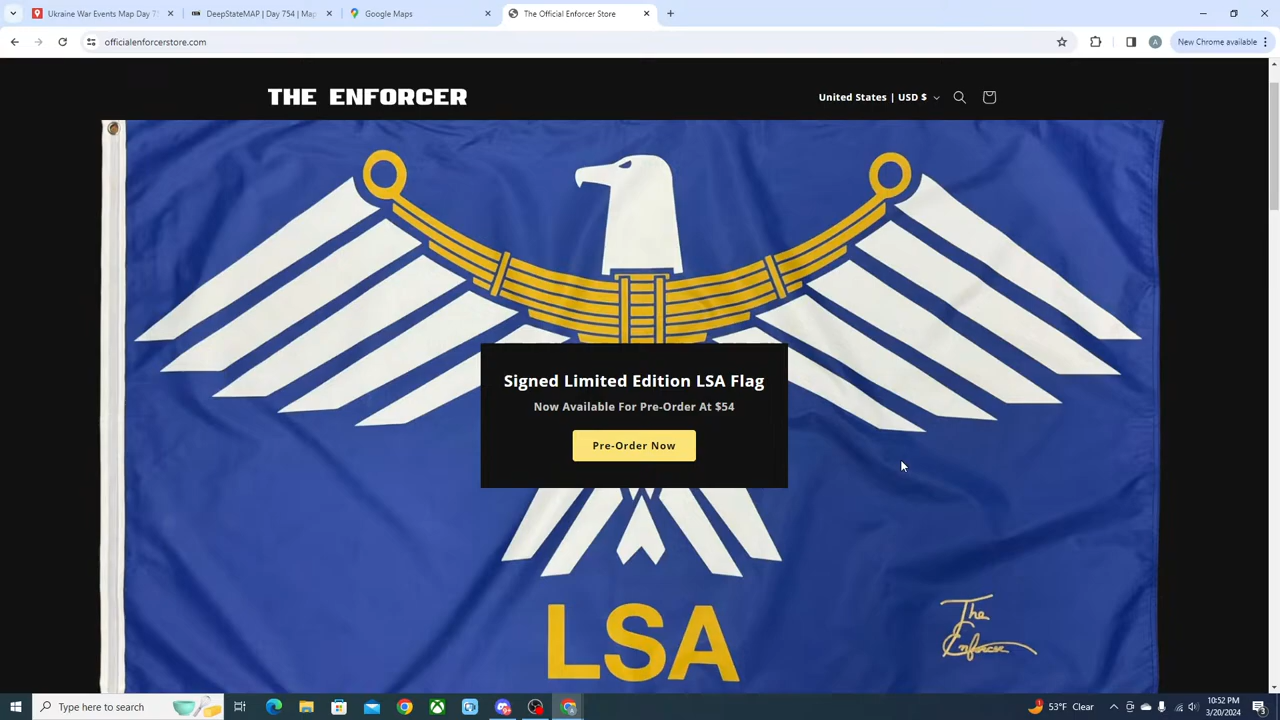 Ukraine War Events Map Day 7
DeepStateMAP | Day 754 | Map
Google Maps
The Official Enforcer Store
officialenforcerstore.com
New Chrome available
THE ENFORCER
United States | USD $
Signed Limited Edition LSA Flag
Now Available For Pre-Order At $54
Pre-Order Now
LSA
The
Enforcer
Type here to search
53°F Clear
10:52 PM
3/20/2024